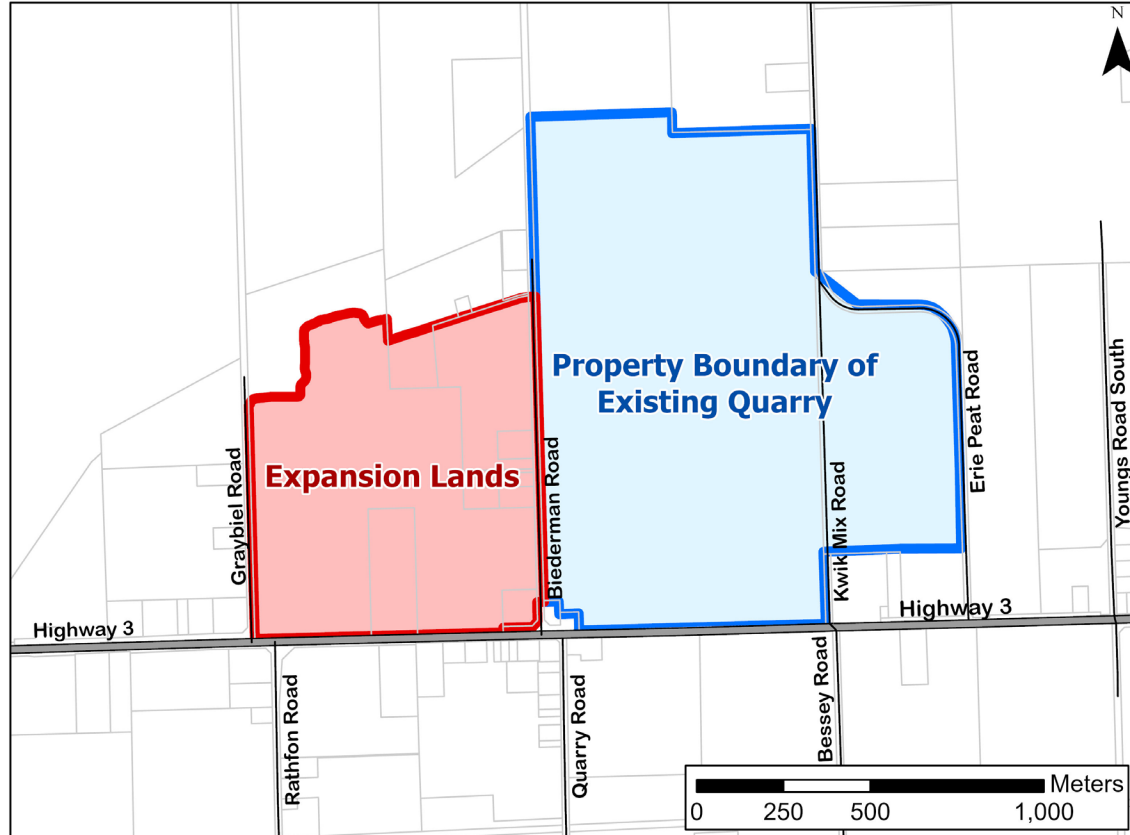 N
Property Boundary of
Existing Quarry
Expansion Lands
Graybiel Road
Biederman Road
Kwik Mix Road
Erie Peat Road
Youngs Road South
Highway 3
Highway 3
Rathfon Road
Quarry Road
Bessey Road
Meters
0 250 500 1,000